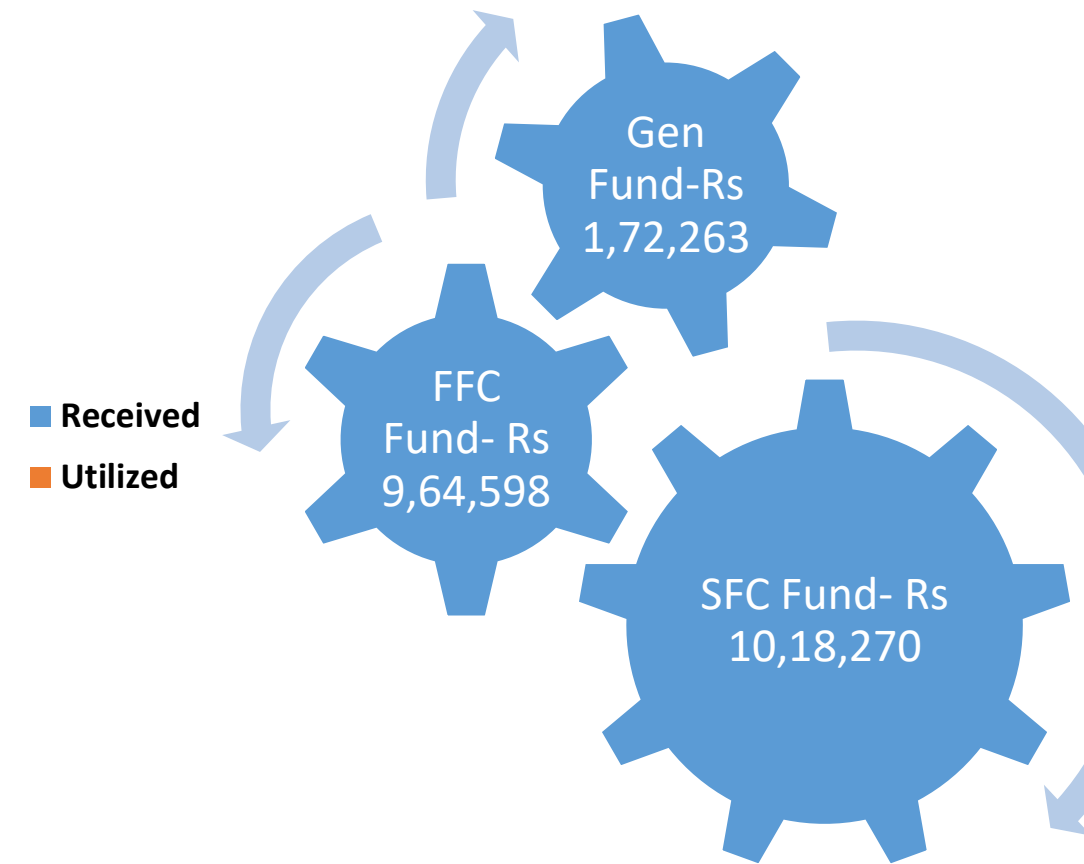 Gen
Fund-Rs
1,72,263
FFC
Fund- Rs
9,64,598
Received
Utilized
SFC Fund- Rs
10,18,270